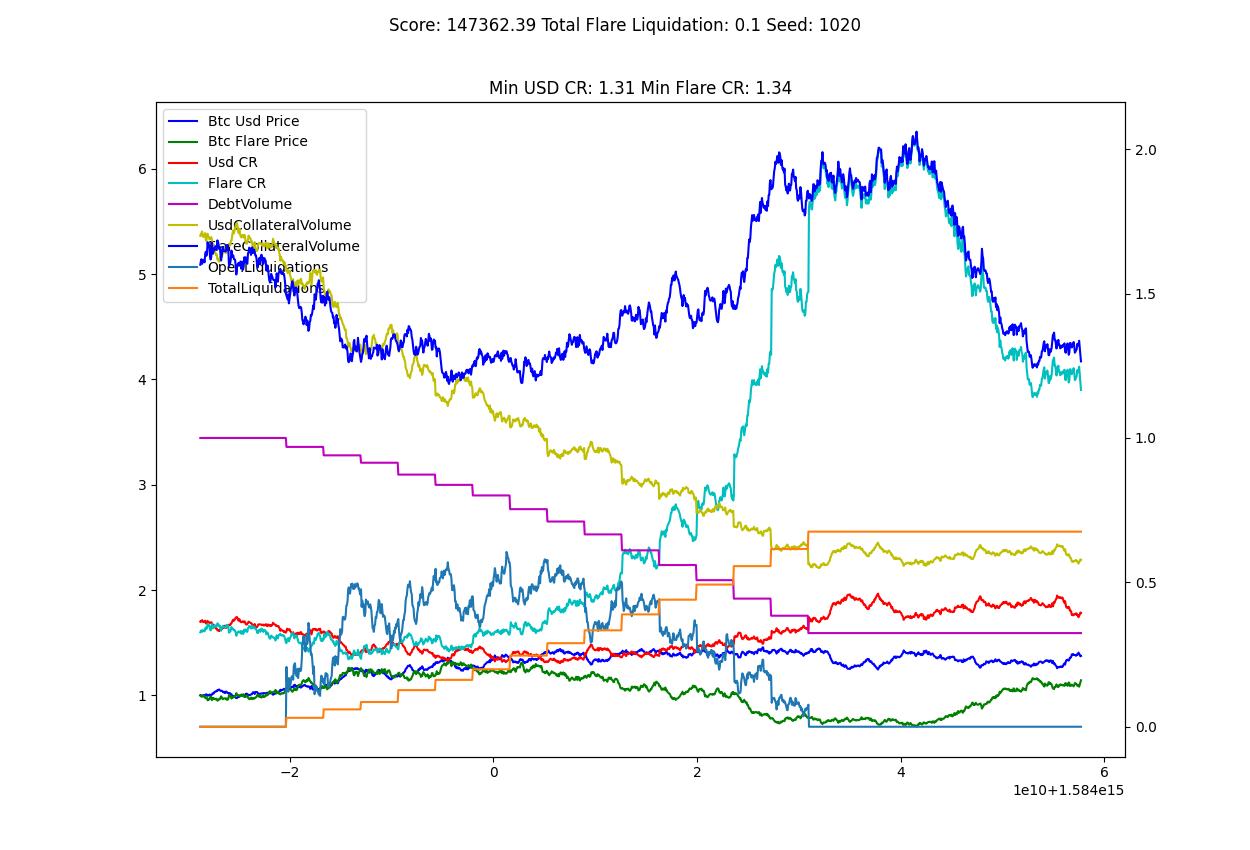 Score: 147362.39 Total Flare Liquidation: 0.1 Seed: 1020
Min USD CR: 1.31 Min Flare CR: 1.34
Btc Usd Price
Btc Flare Price
Usd CR
Flare CR
DebtVolume
UsdCollateralVolume
FlareCollateralVolume
OpenLiquidations
TotalLiquidations
6
5
4
3
2
1
2.0
1.5
1.0
0.5
0.0
−2
0
2
4
6
1e10+1.584e15